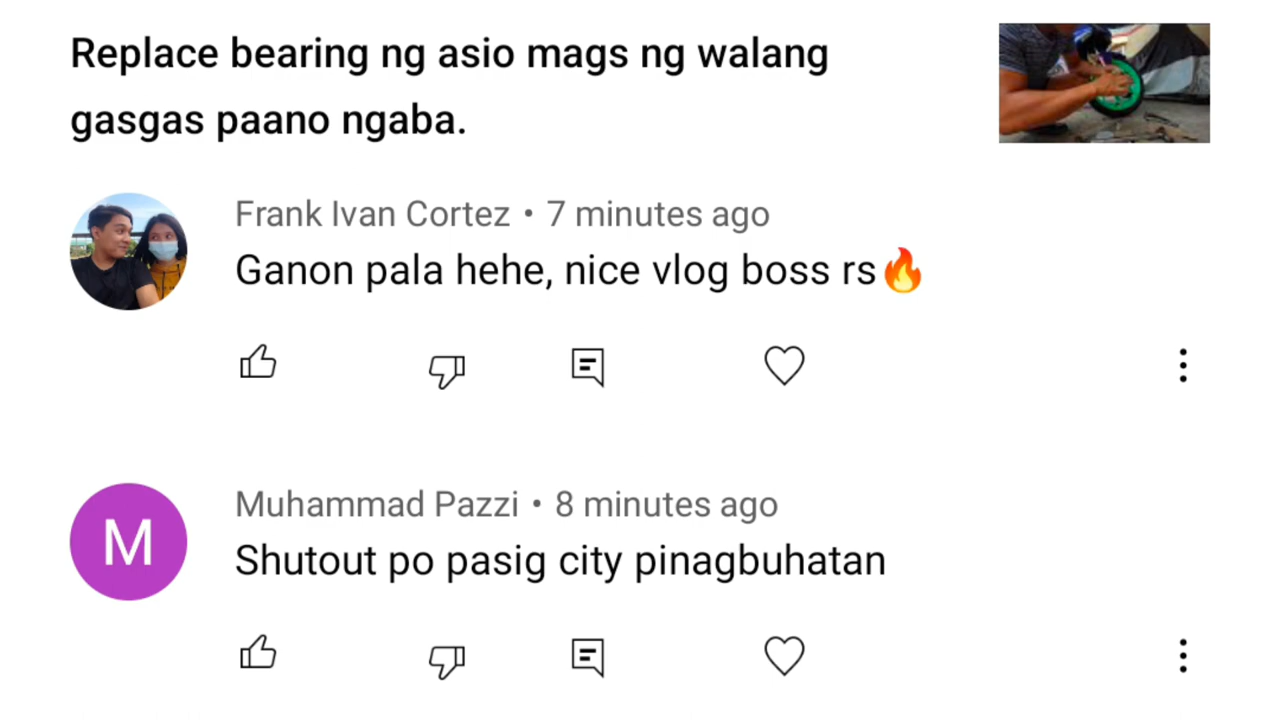 Replace bearing ng asio mags ng walang
gasgas paano ngaba.
Frank Ivan Cortez • 7 minutes ago
Ganon pala hehe, nice vlog boss rs🔥
M
Muhammad Pazzi • 8 minutes ago
Shutout po pasig city pinagbuhatan